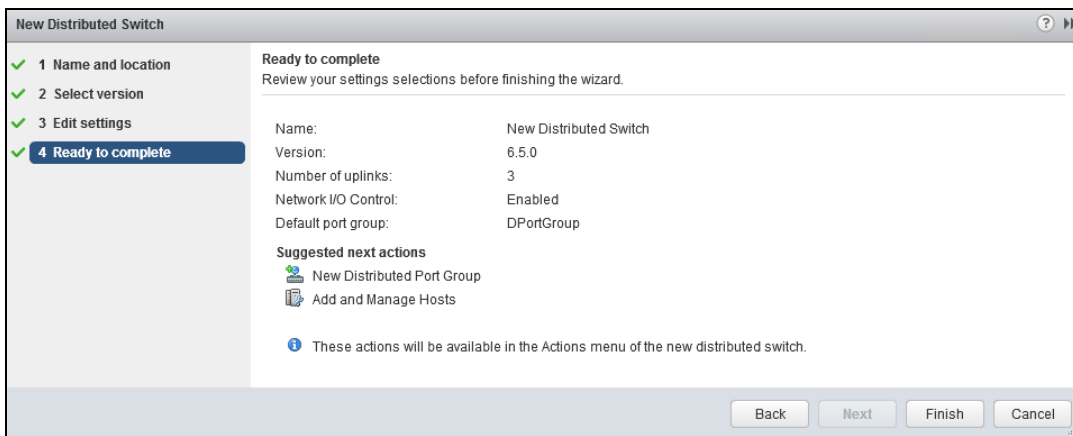 New Distributed Switch
?
1 Name and location
2 Select version
3 Edit settings
4 Ready to complete
Ready to complete
Review your settings selections before finishing the wizard.
Name: New Distributed Switch
Version: 6.5.0
Number of uplinks: 3
Network I/O Control: Enabled
Default port group: DPortGroup
Suggested next actions
New Distributed Port Group
Add and Manage Hosts
These actions will be available in the Actions menu of the new distributed switch.
Back Next Finish Cancel